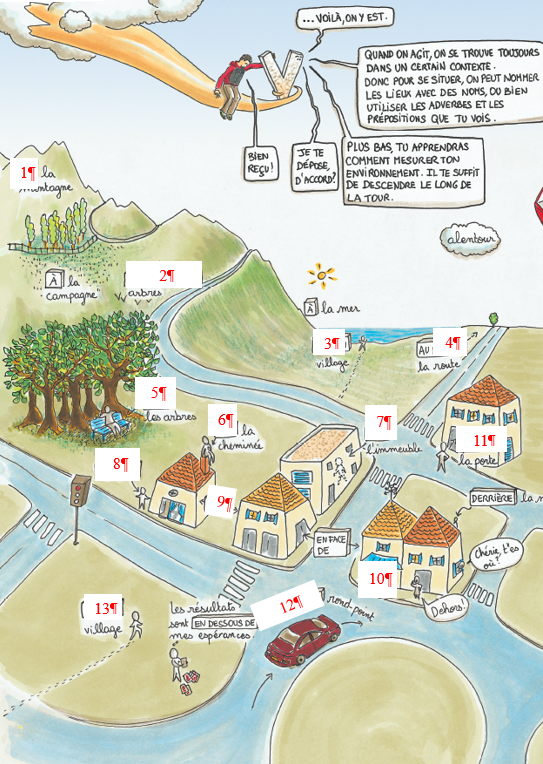 ...VOILÀ, ON Y EST.
QUAND ON AGIT, ON SE TROUVE TOUJOURS
DANS UN CERTAIN CONTEXTE.
DONC POUR SE SITUER, ON PEUT NOMMER
LES LIEUX AVEC DES NOMS, OU BIEN
UTILISER LES ADVERBES ET LES
PRÉPOSITIONS QUE TU VOIS.
BIEN
REÇU!
JE TE
DÉPOSE,
D'ACCORD?
PLUS BAS, TU APPRENDRAS
COMMENT MESURER TON
ENVIRONNEMENT. IL TE SUFFIT
DE DESCENDRE LE LONG DE
LA TOUR.
1¶ la
montagne
alentour
À la
campagne
2¶
arbres
À la mer
3¶
village
4¶
AU
la route
5¶
les arbres
6¶ la
cheminée
7¶
l'immeuble
11¶
la porte
8¶
9¶
DERRIÈRE la
EN FACE
DE
Chérie, t'es
où?
10¶
Dehors!
13¶
village
Les résultats
sont EN DESSOUS DE
mes espérances.
12¶
rond-point